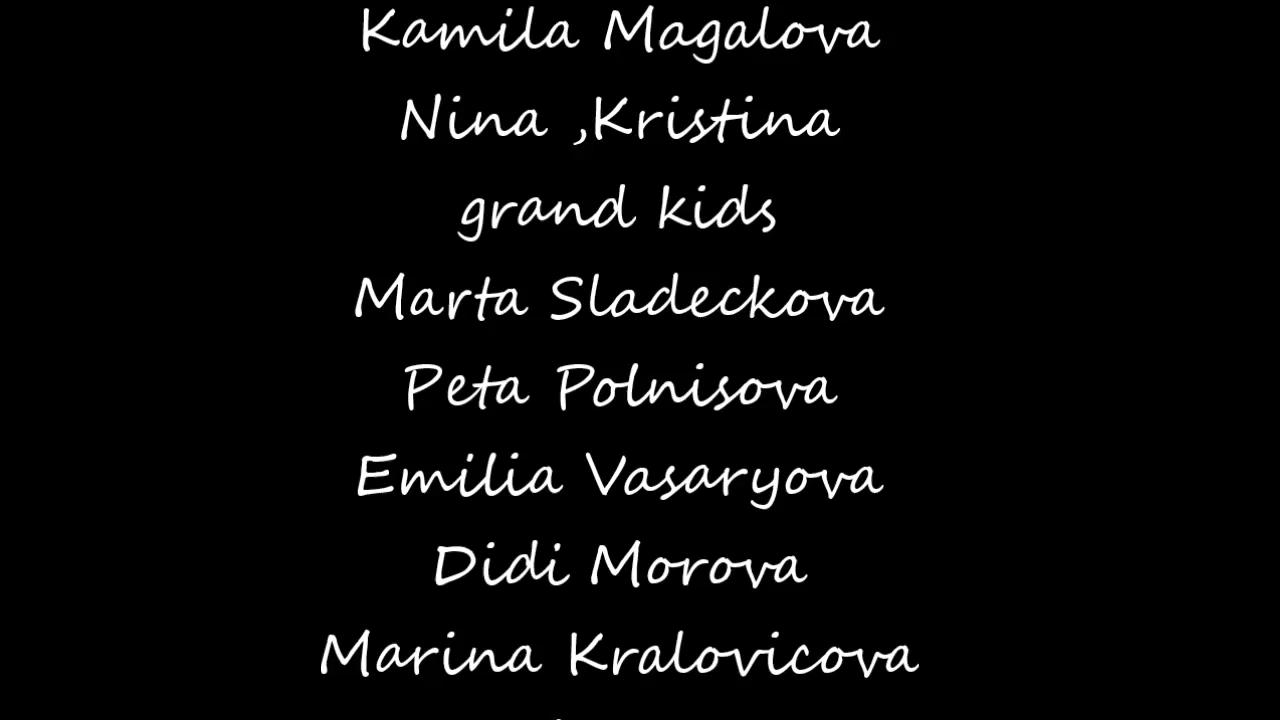 Kamila Magalova
Nina ,Kristina
grand kids
Marta Sladeckova
Peta Polnisova
Emilia Vasaryova
Didi Morova
Marina Kralovicova